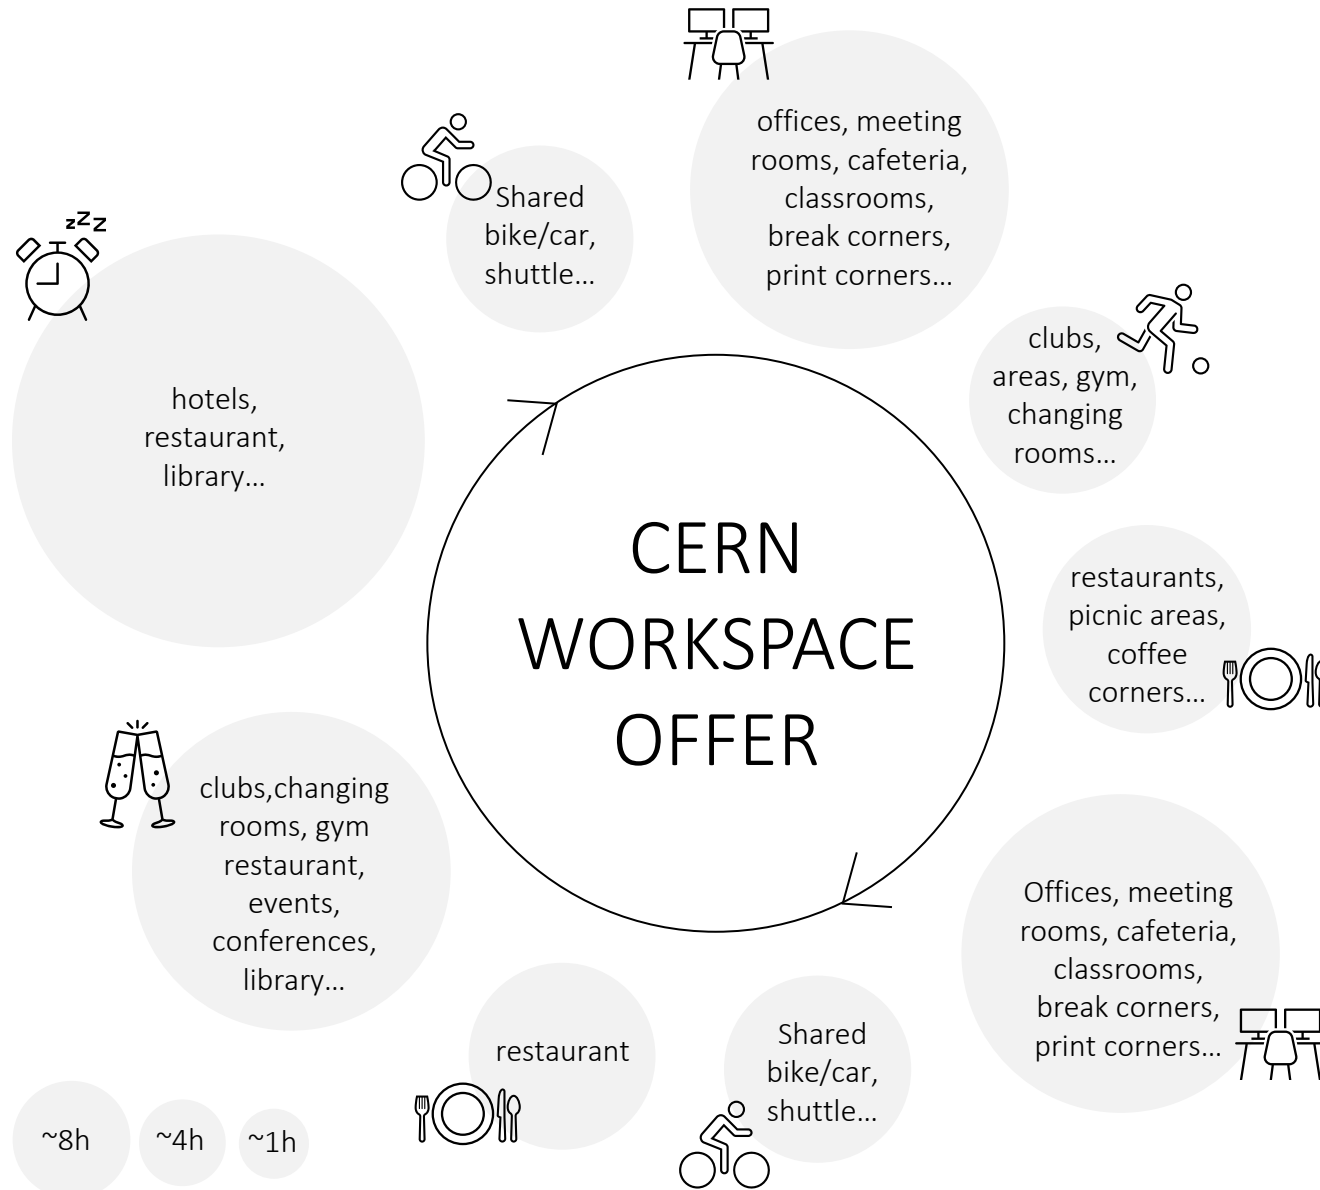 offices, meeting
rooms, cafeteria,
classrooms,
break corners,
print corners...
Shared
bike/car,
shuttle...
zZZ
hotels,
restaurant,
library...
clubs,
areas, gym,
changing
rooms...
CERN
WORKSPACE
OFFER
restaurants,
picnic areas,
coffee
corners...
clubs,changing
rooms, gym
restaurant,
events,
conferences,
library...
Offices, meeting
rooms, cafeteria,
classrooms,
break corners,
print corners...
restaurant
Shared
bike/car,
shuttle...
~8h
~4h
~1h